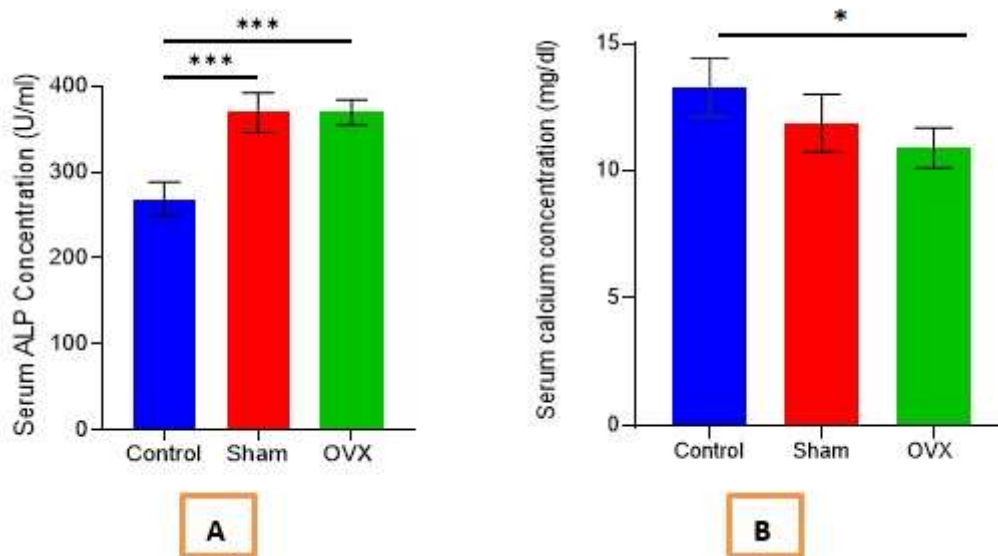 ***
***
Serum ALP Concentration (U/ml)
400
300
200
100
0
Control Sham OVX
A
*
Serum calcium concentration (mg/dl)
15
10
5
0
Control Sham OVX
B